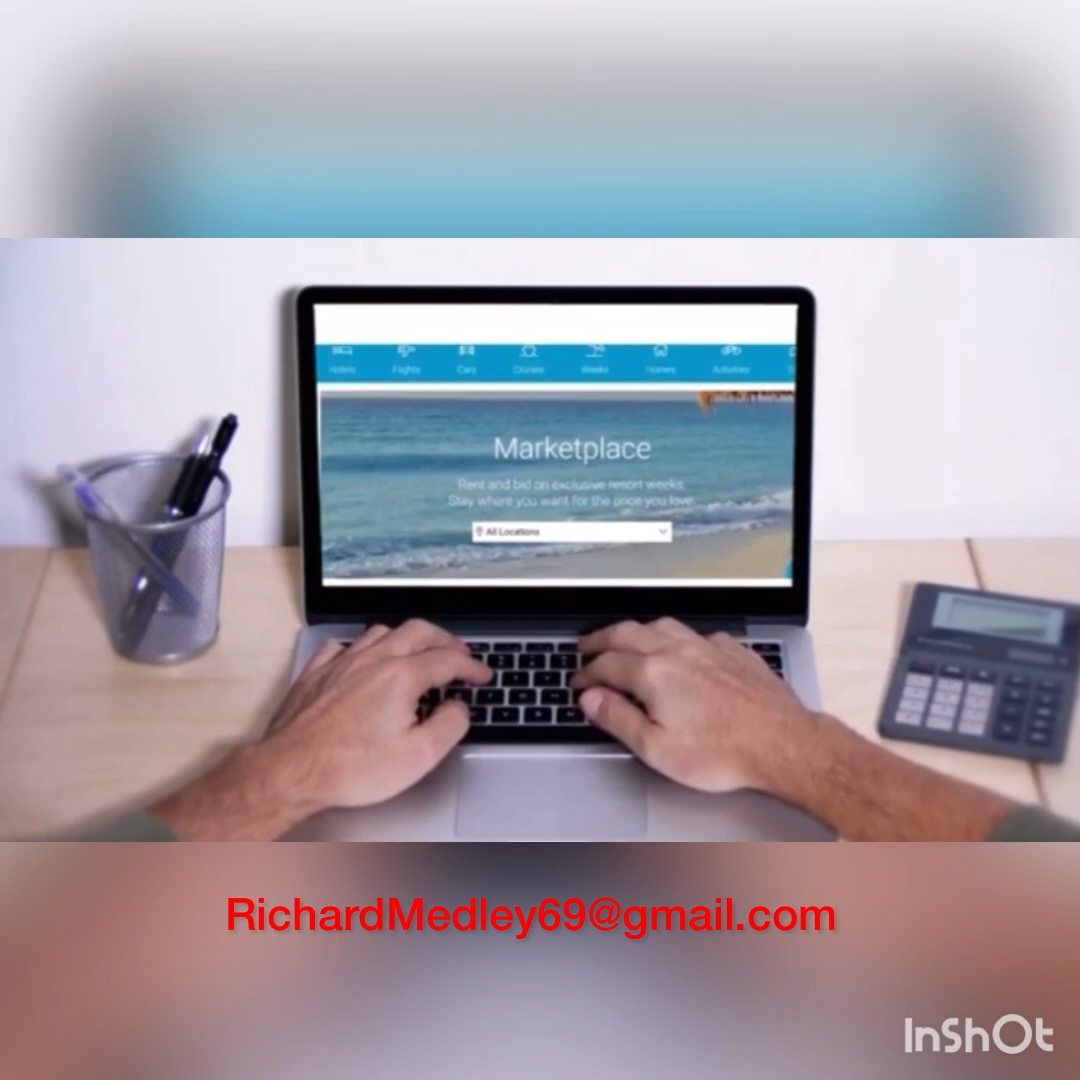 Hotels Flights Cars Cruises Weeks Homes Activities
Marketplace
Rent and bid on exclusive resort weeks.
Stay where you want for the price you love.
All Locations
RichardMedley69@gmail.com
InShOt